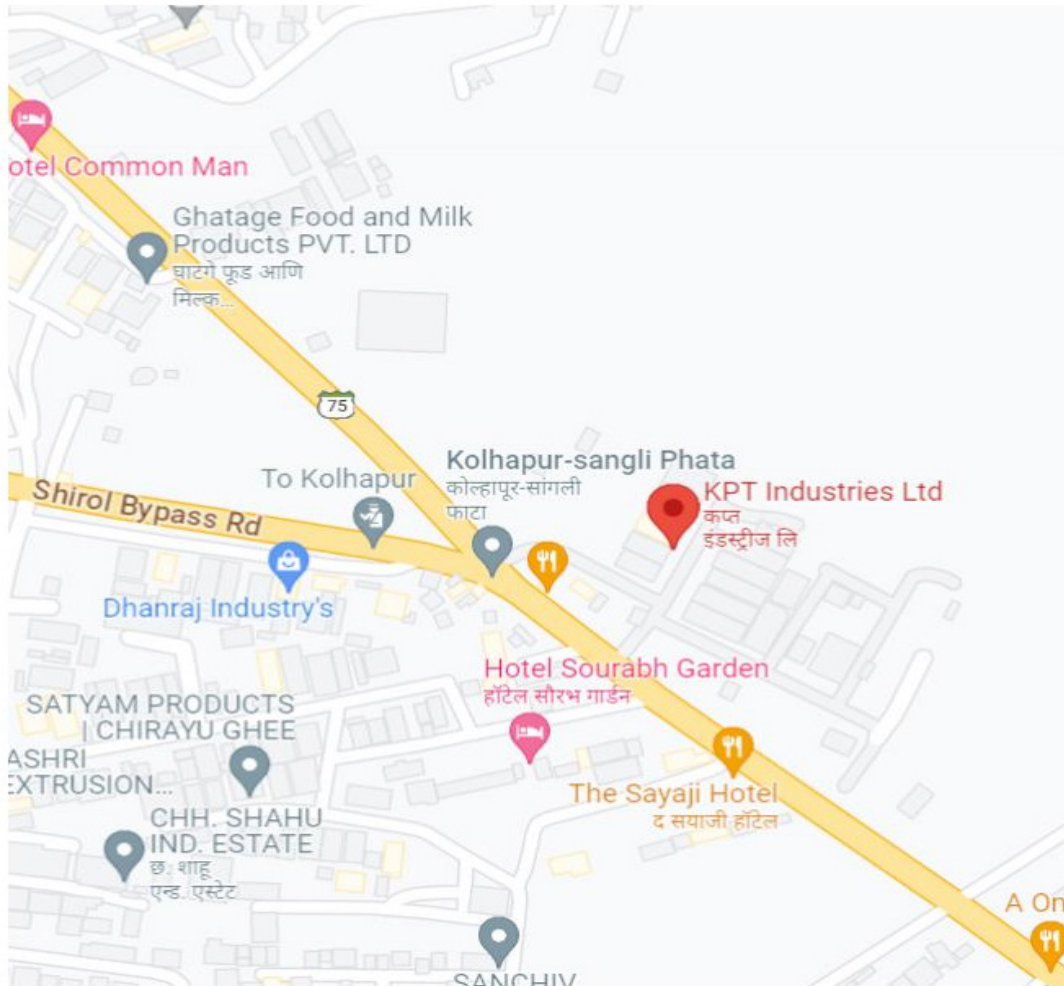 otel Common Man
Ghatage Food and Milk
Products PVT. LTD
घाटगे फूड आणि
मिल्क...
75
Kolhapur-sangli Phata
कोल्हापूर-सांगली
फाटा
To Kolhapur
KPT Industries Ltd
कप्त
इंडस्ट्रीज लि
Shirol Bypass Rd
Dhanraj Industry's
Hotel Sourabh Garden
हॉटेल सौरभ गार्डन
SATYAM PRODUCTS
| CHIRAYU GHEE
ASHRI
EXTRUSION...
The Sayaji Hotel
द सयाजी हॉटेल
CHH. SHAHU
IND. ESTATE
छ. शाहू
एन्ड. एस्टेट
A On
SANCHIV